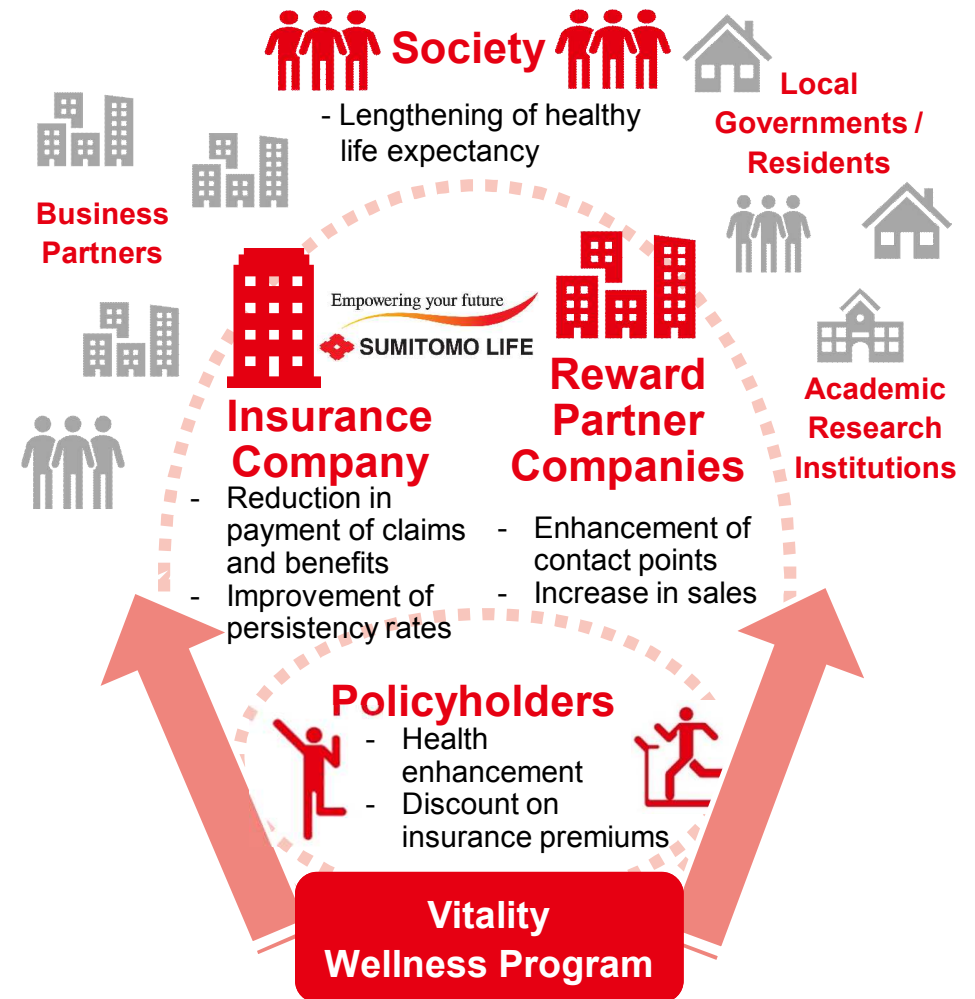 Society
- Lengthening of healthy
life expectancy
Local
Governments /
Residents
Business
Partners
Empowering your future
SUMITOMO LIFE
Insurance
Company
- Reduction in
payment of claims
and benefits
- Improvement of
persistency rates
Reward
Partner
Companies
- Enhancement of
contact points
- Increase in sales
Academic
Research
Institutions
Policyholders
- Health
enhancement
- Discount on
insurance premiums
Vitality
Wellness Program